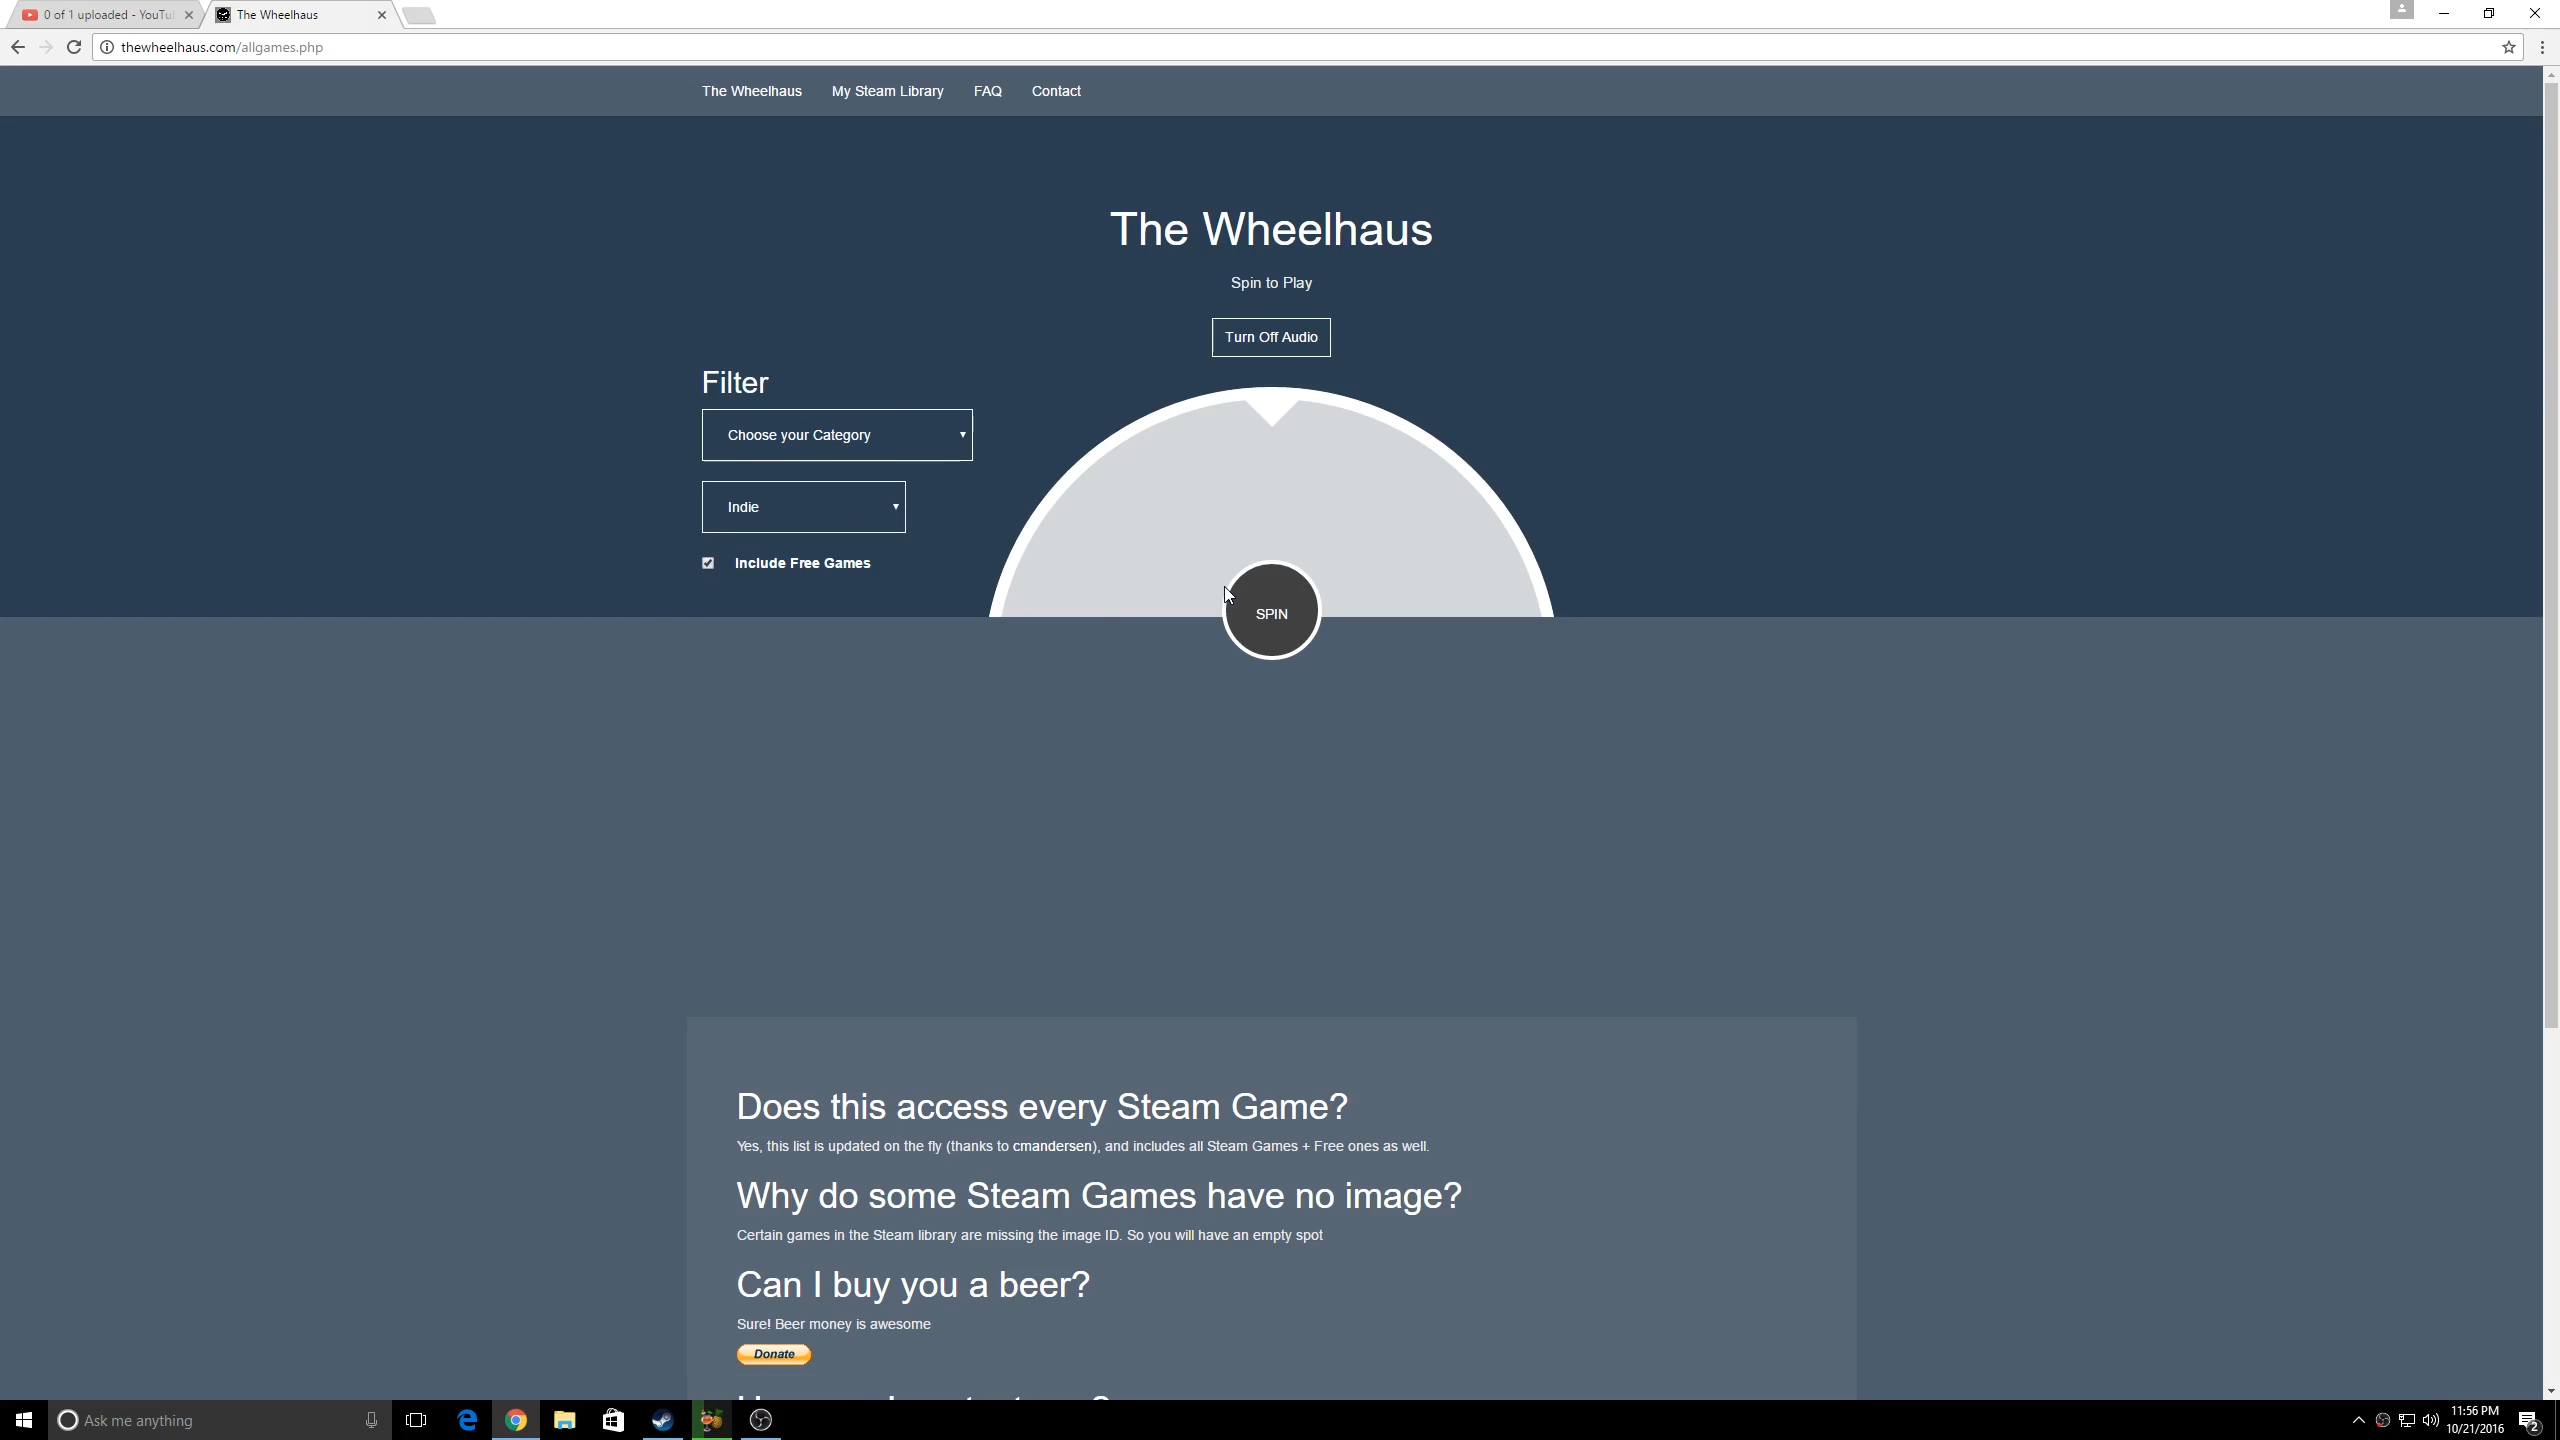 0 of 1 uploaded - YouTu
The Wheelhaus
thewheelhaus.com/allgames.php
The Wheelhaus My Steam Library FAQ Contact
The Wheelhaus
Spin to Play
Turn Off Audio
Filter
Choose your Category
Indie
Include Free Games
SPIN
Does this access every Steam Game?
Yes, this list is updated on the fly (thanks to cmandersen), and includes all Steam Games + Free ones as well.
Why do some Steam Games have no image?
Certain games in the Steam library are missing the image ID. So you will have an empty spot
Can I buy you a beer?
Sure! Beer money is awesome
Donate
Ask me anything
11:56 PM
10/21/2016
2